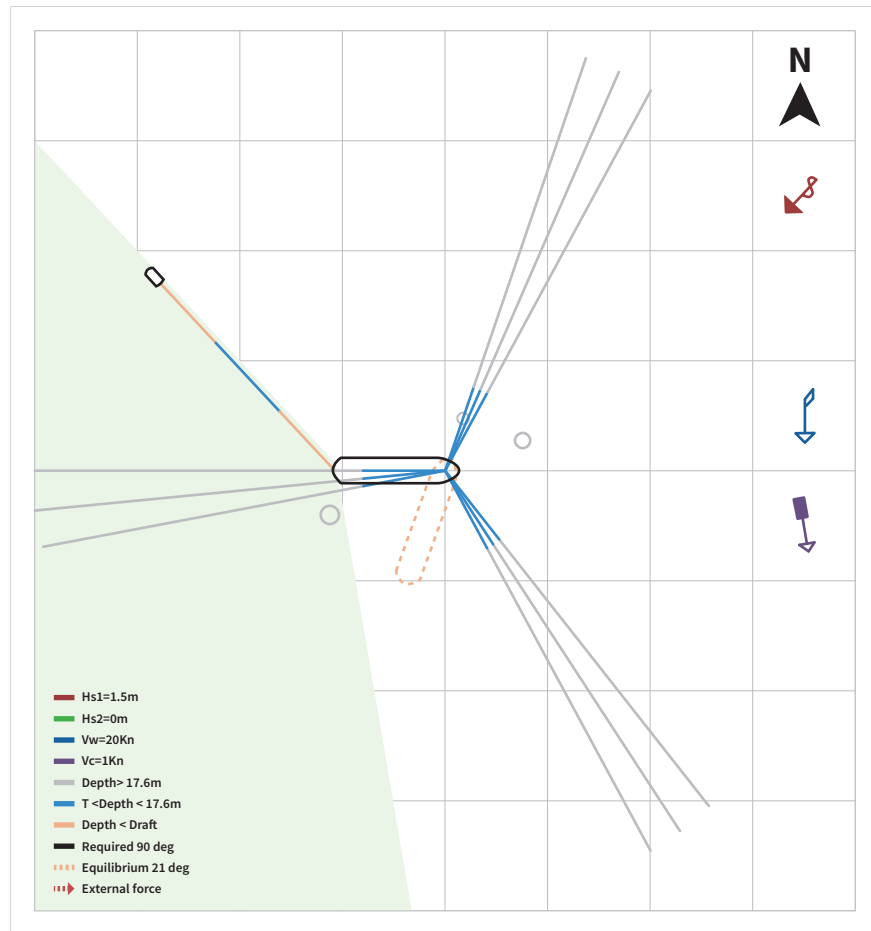 N
Hs1=1.5m
Hs2=0m
Vw=20Kn
Vc=1Kn
Depth> 17.6m
T <Depth < 17.6m
Depth < Draft
Required 90 deg
Equilibrium 21 deg
External force